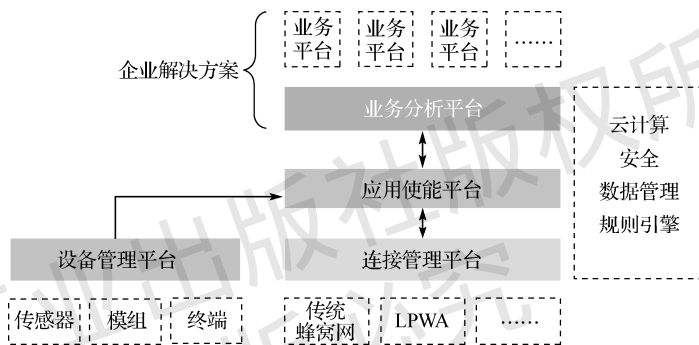 业务
平台
业务
平台
业务
平台
……
企业解决方案
业务分析平台
云计算
安全
数据管理
规则引擎
应用使能平台
设备管理平台
连接管理平台
传感器
模组
终端
传统
蜂窝网
LPWA
……